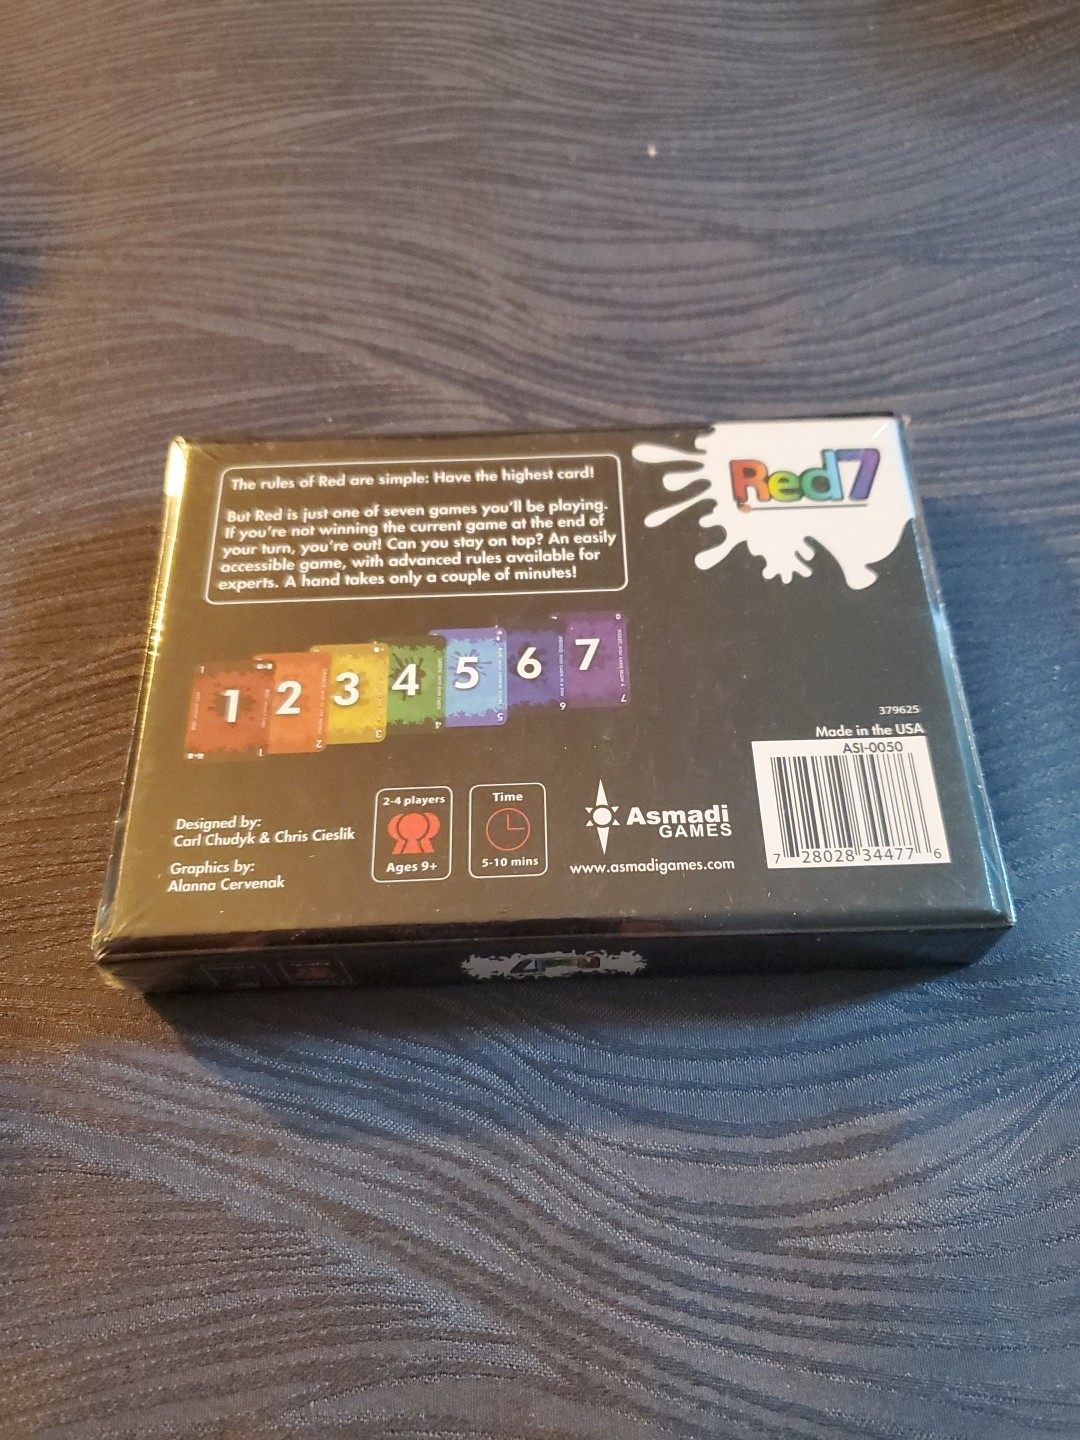 The rules of Red are simple: Have the highest card!
But Red is just one of seven games you'll be playing.
If you're not winning the current game at the end of
your turn, you're out! Can you stay on top? An easily
accessible game, with advanced rules available for
experts. A hand takes only a couple of minutes!
Red7
1 2 3 4 5 6 7
379625
Made in the USA
ASI-0050
7 28028 34477 6
Designed by:
Carl Chudyk & Chris Cieslik
Graphics by:
Alanna Cervenak
2-4 players
Ages 9+
Time
5-10 mins
Asmadi
GAMES
www.asmadigames.com
Red7